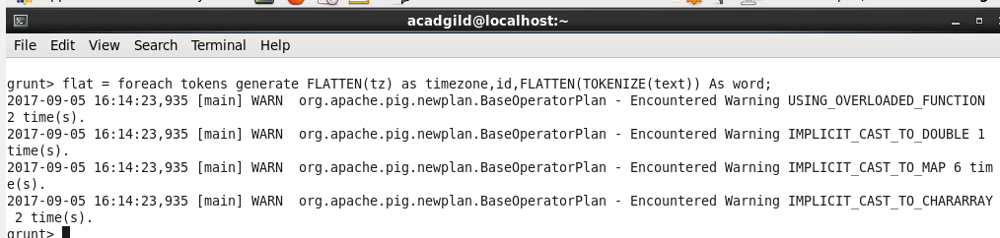 acadgild@localhost:~
File Edit View Search Terminal Help
grunt> flat = foreach tokens generate FLATTEN(tz) as timezone,id,FLATTEN(TOKENIZE(text)) As word;
2017-09-05 16:14:23,935 [main] WARN  org.apache.pig.newplan.BaseOperatorPlan - Encountered Warning USING_OVERLOADED_FUNCTION
2 time(s).
2017-09-05 16:14:23,935 [main] WARN  org.apache.pig.newplan.BaseOperatorPlan - Encountered Warning IMPLICIT_CAST_TO_DOUBLE 1
time(s).
2017-09-05 16:14:23,935 [main] WARN  org.apache.pig.newplan.BaseOperatorPlan - Encountered Warning IMPLICIT_CAST_TO_MAP 6 tim
e(s).
2017-09-05 16:14:23,935 [main] WARN  org.apache.pig.newplan.BaseOperatorPlan - Encountered Warning IMPLICIT_CAST_TO_CHARARRAY
2 time(s).
grunt>